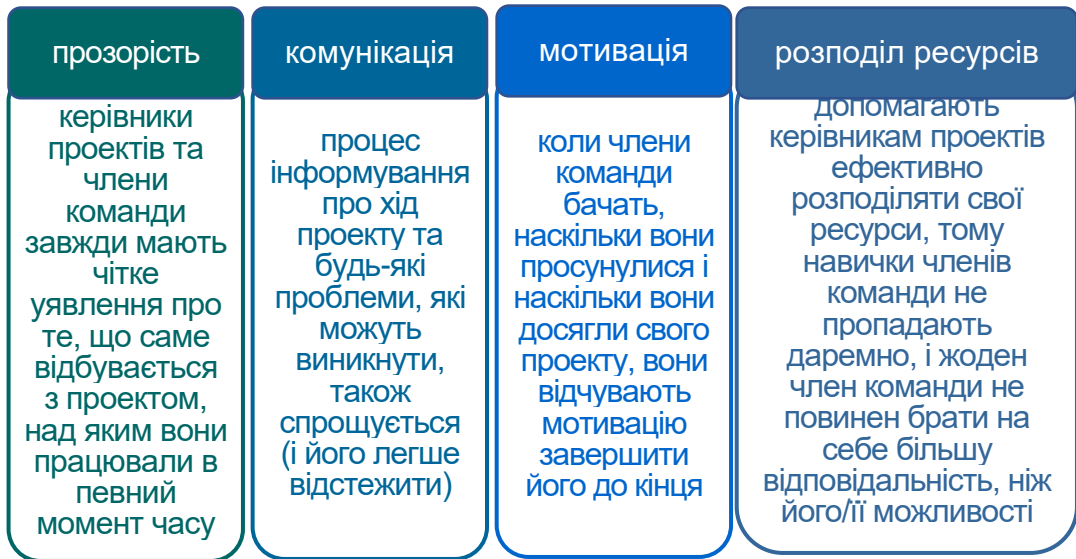 прозорість
керівники
проектів та
члени
команди
завжди мають
чітке
уявлення про
те, що саме
відбувається
з проектом,
над яким вони
працювали в
певний
момент часу
комунікація
процес
інформування
про хід
проекту та
будь-які
проблеми, які
можуть
виникнути,
також
спрощується
(і його легше
відстежити)
мотивація
коли члени
команди
бачать,
наскільки вони
просунулися і
наскільки вони
досягли свого
проекту, вони
відчувають
мотивацію
завершити
його до кінця
розподіл ресурсів
допомагають
керівникам проектів
ефективно
розподіляти свої
ресурси, тому
навички членів
команди не
пропадають
даремно, і жоден
член команди не
повинен брати на
себе більшу
відповідальність, ніж
його/її можливості